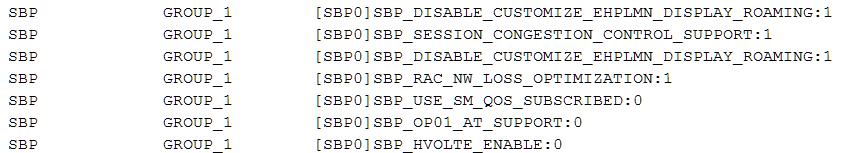 SBP GROUP_1 [SBP0]SBP_DISABLE_CUSTOMIZE_EHPLMN_DISPLAY_ROAMING:1
SBP GROUP_1 [SBP0]SBP_SESSION_CONGESTION_CONTROL_SUPPORT:1
SBP GROUP_1 [SBP0]SBP_DISABLE_CUSTOMIZE_EHPLMN_DISPLAY_ROAMING:1
SBP GROUP_1 [SBP0]SBP_RAC_NW_LOSS_OPTIMIZATION:1
SBP GROUP_1 [SBP0]SBP_USE_SM_QOS_SUBSCRIBED:0
SBP GROUP_1 [SBP0]SBP_OP01_AT_SUPPORT:0
SBP GROUP_1 [SBP0]SBP_HVOLTE_ENABLE:0